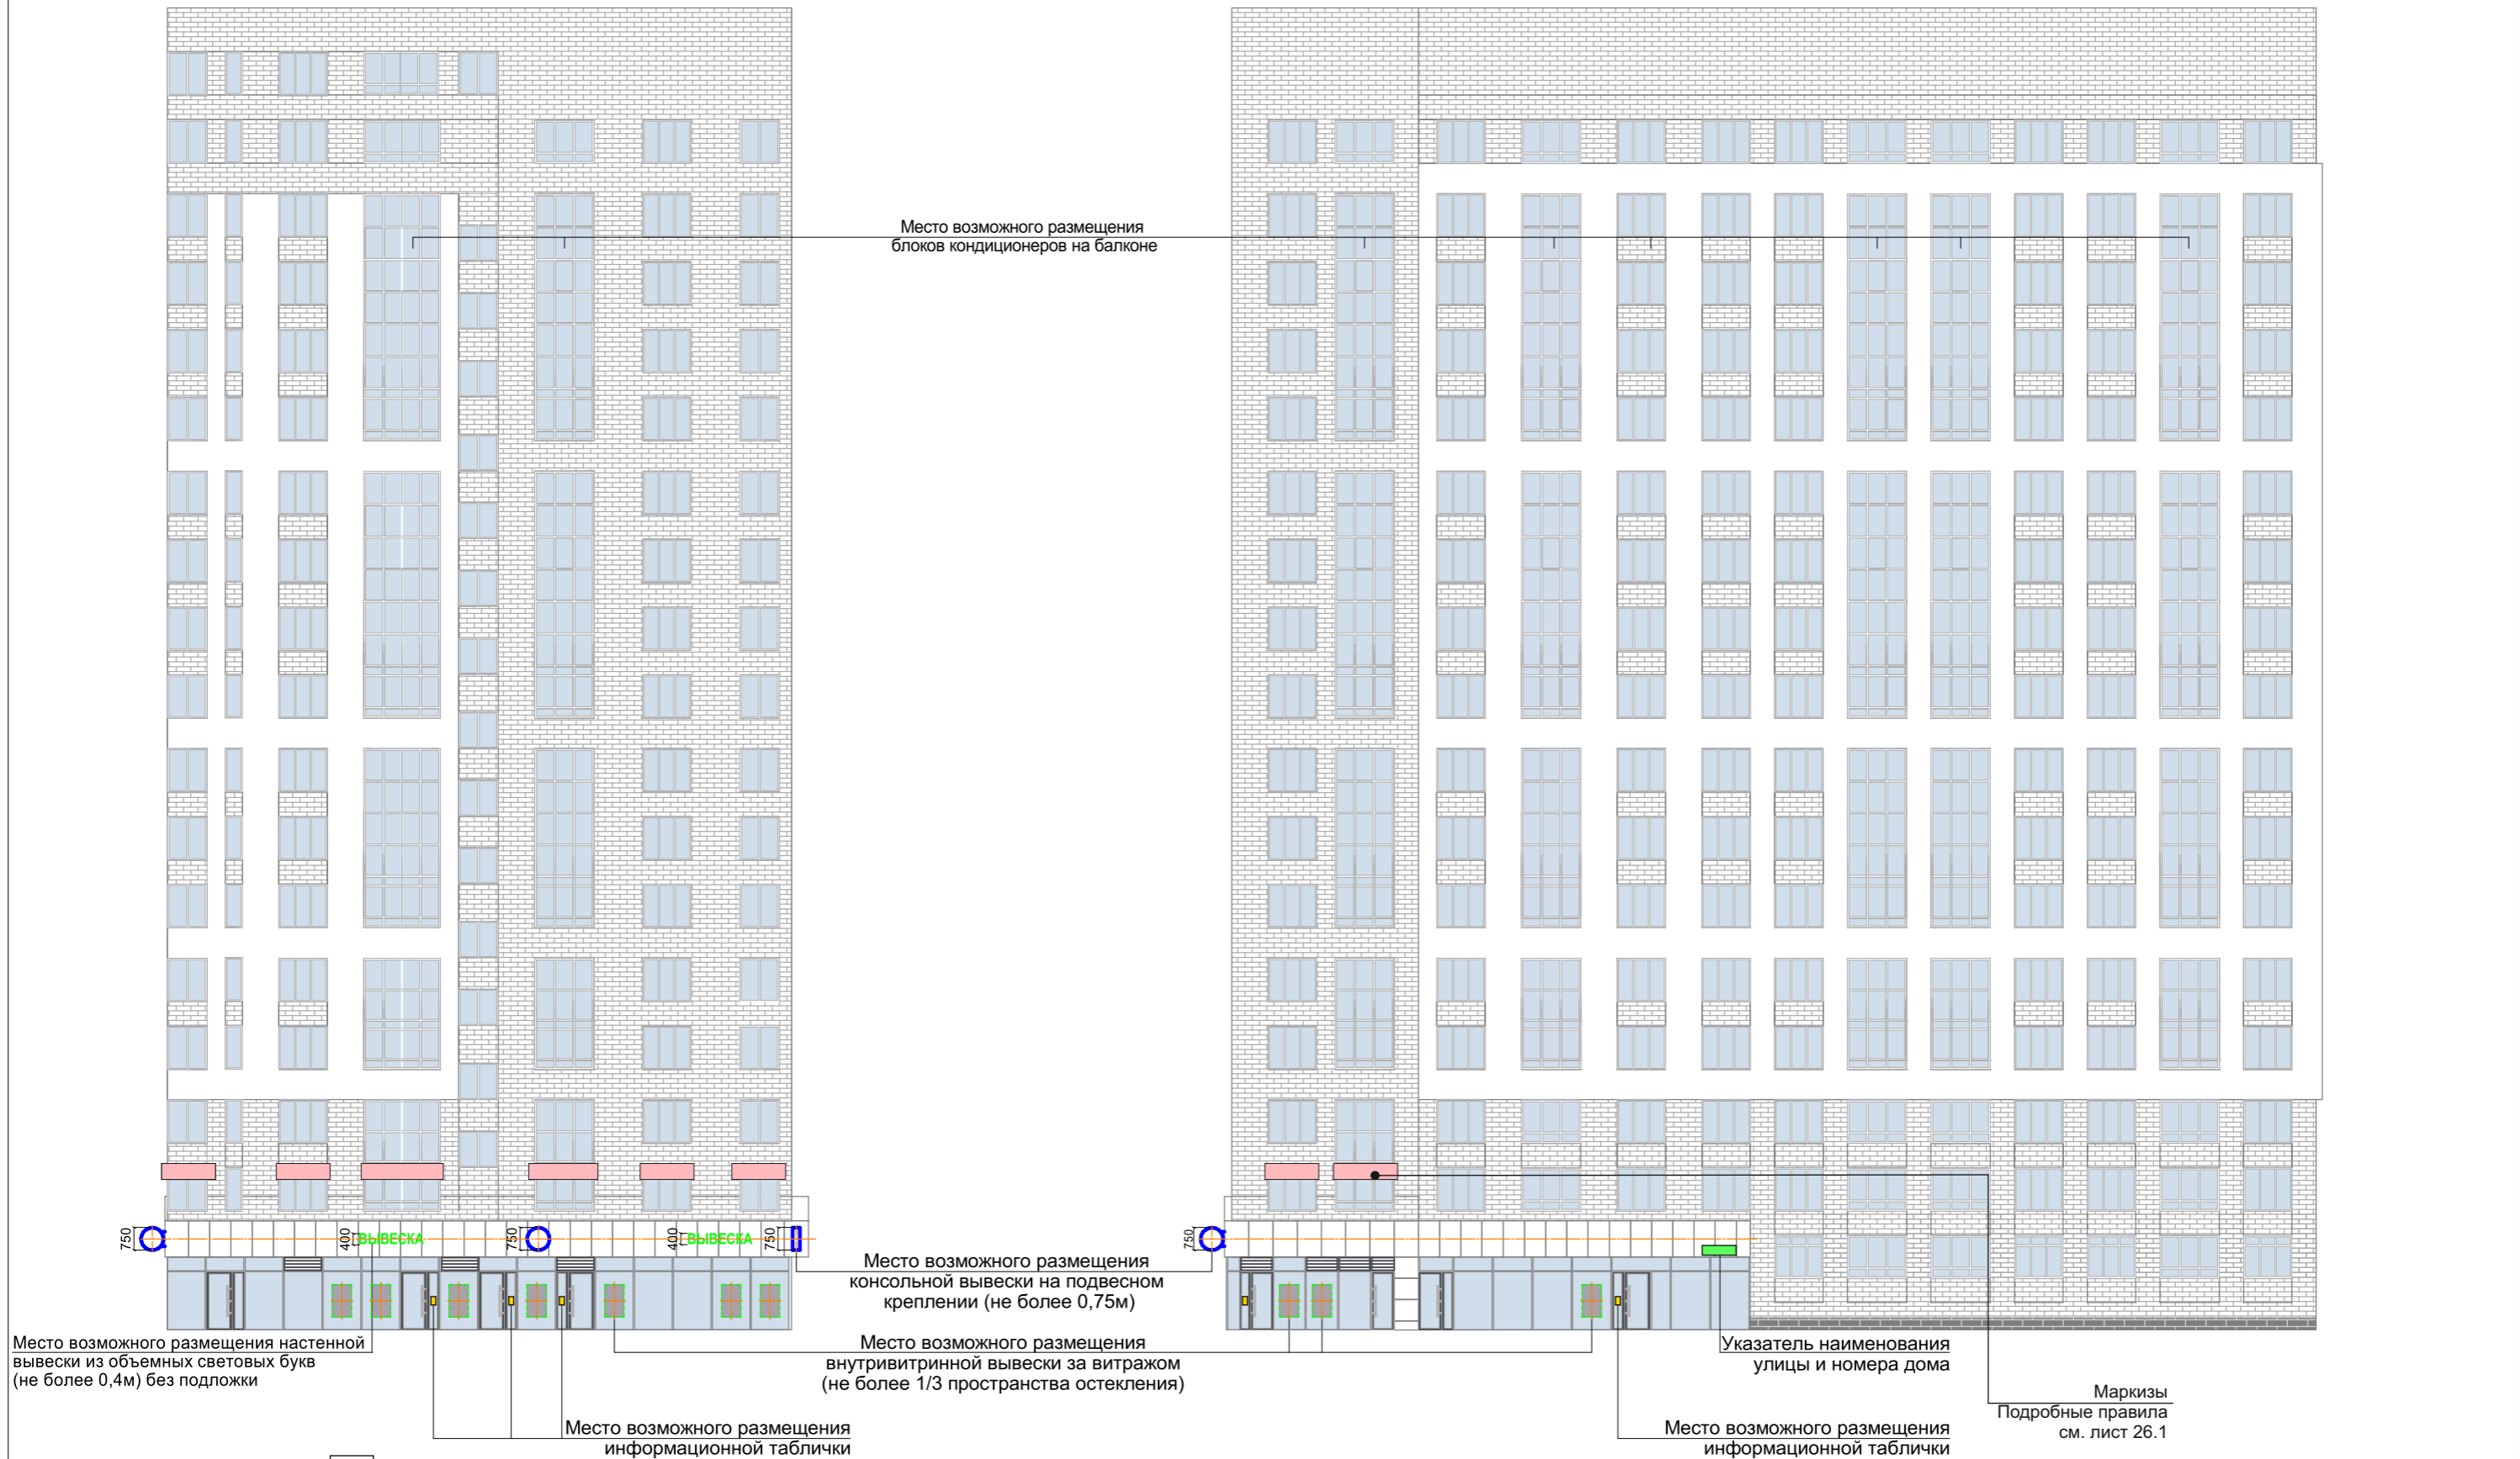 Место возможного размещения
блоков кондиционеров на балконе
750
400
ВЫВЕСКА
750
400
ВЫВЕСКА
750
750
Место возможного размещения
консольной вывески на подвесном
креплении (не более 0,75м)
Место возможного размещения настенной
вывески из объемных световых букв
(не более 0,4м) без подложки
Место возможного размещения
внутривитринной вывески за витражом
(не более 1/3 пространства остекления)
Указатель наименования
улицы и номера дома
Маркизы
Подробные правила
см. лист 26.1
Место возможного размещения
информационной таблички
Место возможного размещения
информационной таблички